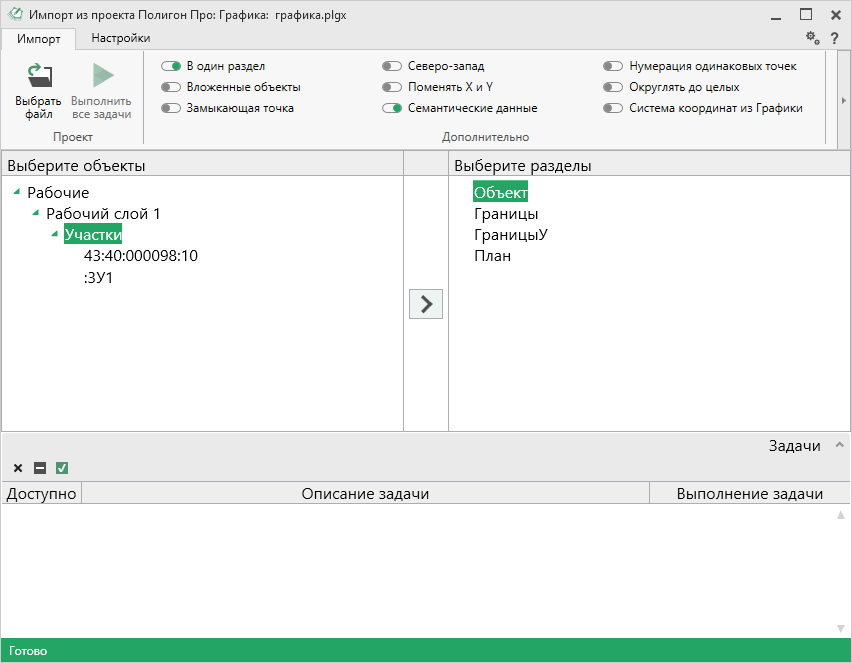 Импорт из проекта Полигон Про: Графика: графика.plgx
Импорт
Настройки
?
Выбрать файл
Выполнить все задачи
Проект
В один раздел
Вложенные объекты
Замыкающая точка
Северо-запад
Поменять X и Y
Семантические данные
Нумерация одинаковых точек
Округлять до целых
Система координат из Графики
Дополнительно
Выберите объекты
Рабочие
Рабочий слой 1
Участки
43:40:000098:10
:ЗУ1
Выберите разделы
Объект
Границы
ГраницыУ
План
Задачи
Доступно
Описание задачи
Выполнение задачи
Готово